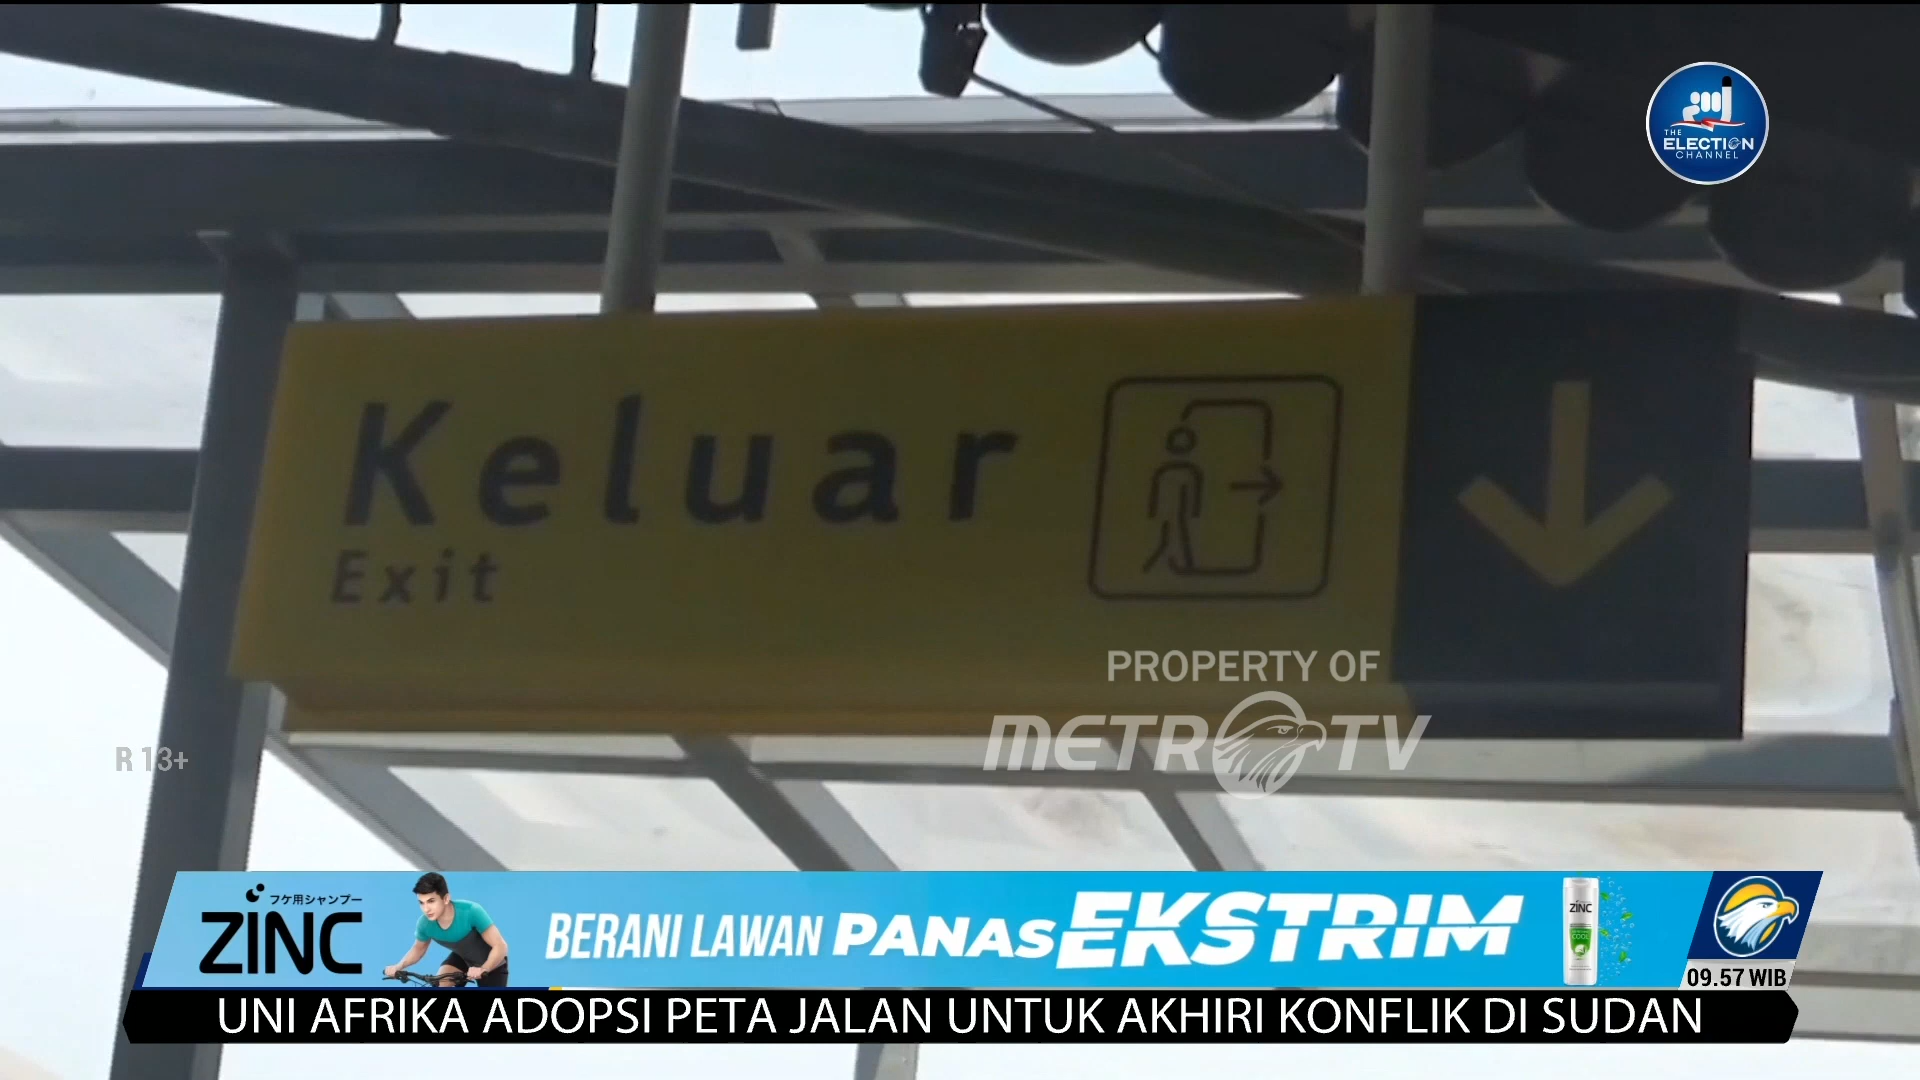 THE
ELECTION
CHANNEL
Keluar
Exit
PROPERTY OF
METRO TV
R 13+
フケ用シャンプー
ZINC
BERANI LAWAN PANAS EKSTRIM
ZINC
COOL
09.57 WIB
UNI AFRIKA ADOPSI PETA JALAN UNTUK AKHIRI KONFLIK DI SUDAN